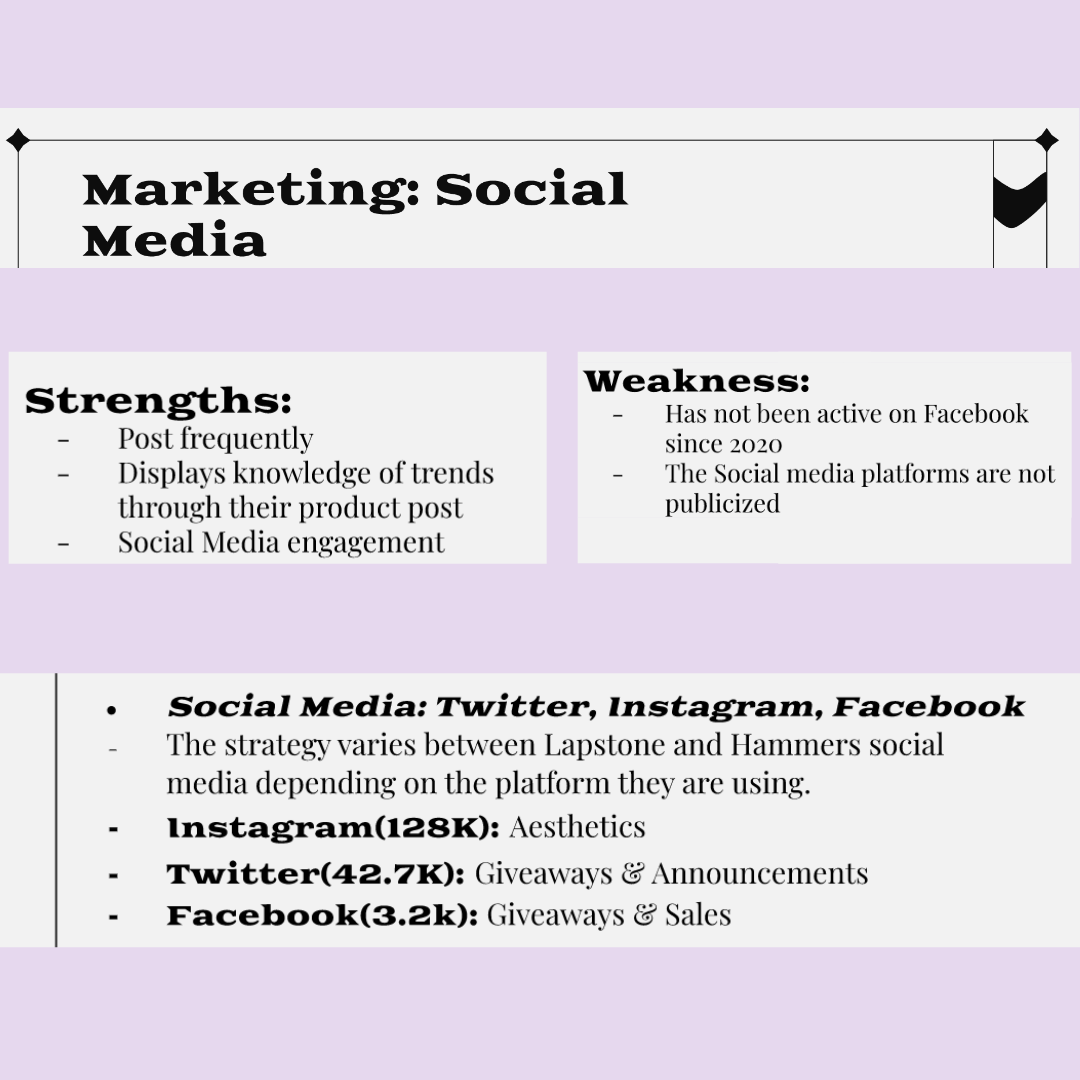 Marketing: Social
Media
Strengths:
- Post frequently
- Displays knowledge of trends
through their product post
- Social Media engagement
Weakness:
- Has not been active on Facebook
since 2020
- The Social media platforms are not
publicized
• Social Media: Twitter, Instagram, Facebook
- The strategy varies between Lapstone and Hammers social
media depending on the platform they are using.
- Instagram(128K): Aesthetics
- Twitter(42.7K): Giveaways & Announcements
- Facebook(3.2k): Giveaways & Sales